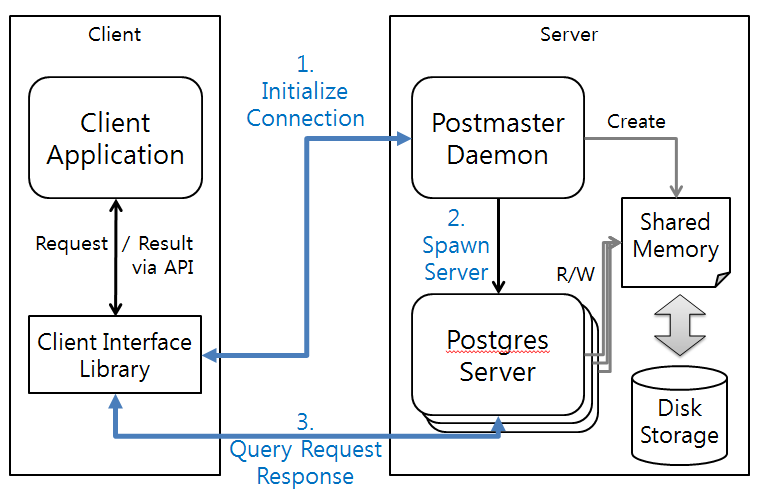 Client
Server
Client
Application
Request / Result
via API
Client Interface
Library
1.
Initialize
Connection
Postmaster
Daemon
Create
2.
Spawn
Server
Shared
Memory
R/W
Postgres
Server
Disk
Storage
3.
Query Request
Response